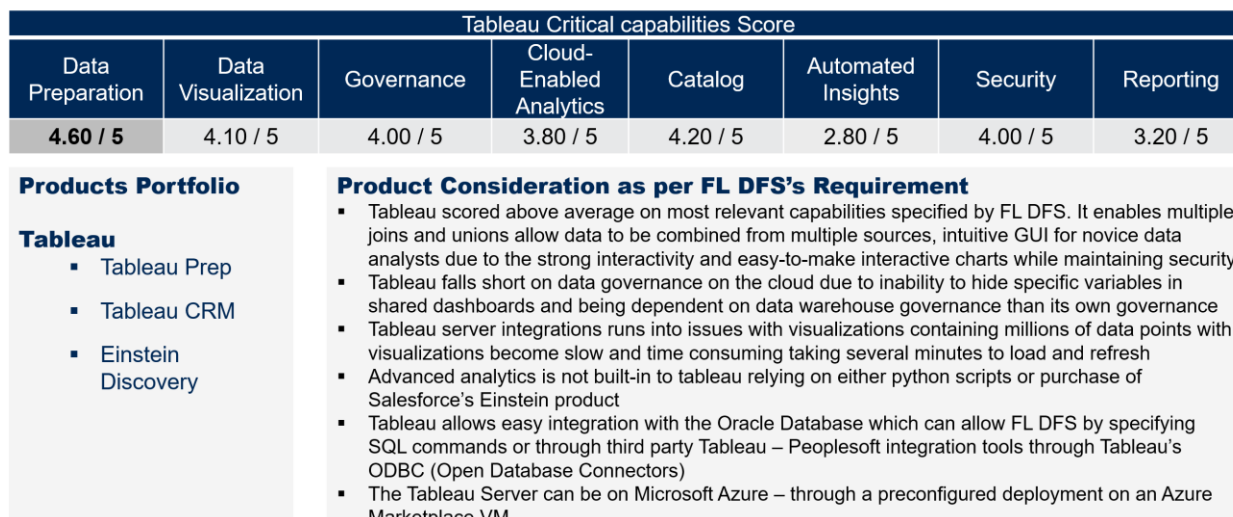 Tableau Critical capabilities Score
Data Preparation
Data Visualization
Governance
Cloud-Enabled Analytics
Catalog
Automated Insights
Security
Reporting
4.60 / 5
4.10 / 5
4.00 / 5
3.80 / 5
4.20 / 5
2.80 / 5
4.00 / 5
3.20 / 5
Products Portfolio
Tableau
▪ Tableau Prep
▪ Tableau CRM
▪ Einstein
Discovery
Product Consideration as per FL DFS's Requirement
▪ Tableau scored above average on most relevant capabilities specified by FL DFS. It enables multiple
joins and unions allow data to be combined from multiple sources, intuitive GUI for novice data
analysts due to the strong interactivity and easy-to-make interactive charts while maintaining security
▪ Tableau falls short on data governance on the cloud due to inability to hide specific variables in
shared dashboards and being dependent on data warehouse governance than its own governance
▪ Tableau server integrations runs into issues with visualizations containing millions of data points with
visualizations become slow and time consuming taking several minutes to load and refresh
▪ Advanced analytics is not built-in to tableau relying on either python scripts or purchase of
Salesforce's Einstein product
▪ Tableau allows easy integration with the Oracle Database which can allow FL DFS by specifying
SQL commands or through third party Tableau – Peoplesoft integration tools through Tableau's
ODBC (Open Database Connectors)
▪ The Tableau Server can be on Microsoft Azure – through a preconfigured deployment on an Azure
Marketplace VM